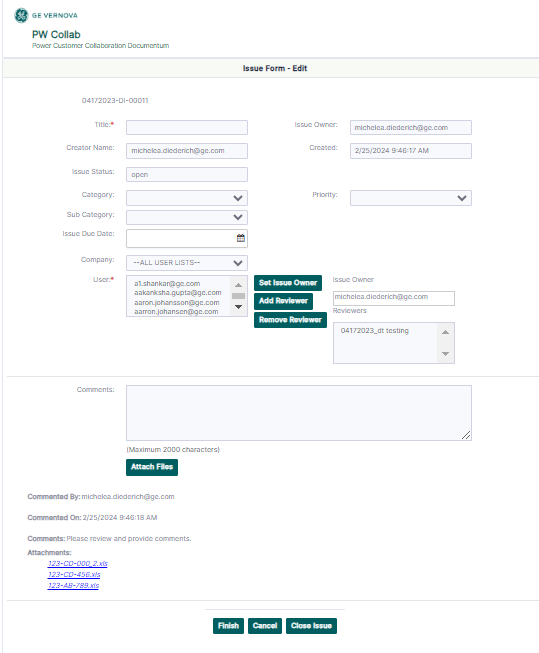 GE VERNOVA
PW Collab
Power Customer Collaboration Documentum
Issue Form - Edit
04172023-DI-00011
Title:* Issue Owner: michelea.diederich@ge.com
Creator Name: michelea.diederich@ge.com Created: 2/25/2024 9:46:17 AM
Issue Status: open
Category: Priority:
Sub Category:
Issue Due Date:
Company: --ALL USER LISTS--
User:* a1.shankar@ge.com Set Issue Owner Issue Owner
aakanksha.gupta@ge.com
aaron.johansson@ge.com Add Reviewer michelea.diederich@ge.com
aarron.johansen@ge.com Remove Reviewer Reviewers
04172023_dt testing
Comments:
(Maximum 2000 characters)
Attach Files
Commented By: michelea.diederich@ge.com
Commented On: 2/25/2024 9:46:18 AM
Comments: Please review and provide comments.
Attachments:
123-CD-000_2.xls
123-CD-456.xls
123-AB-789.xls
Finish Cancel Close Issue